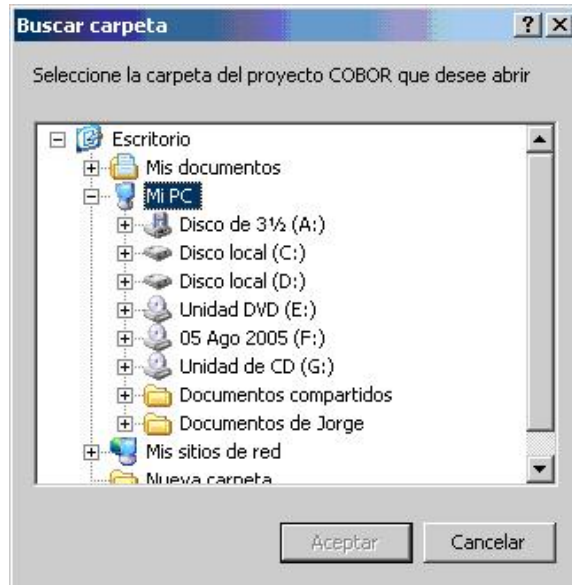 Buscar carpeta
Seleccione la carpeta del proyecto COBOR que desee abrir
Escritorio
Mis documentos
Mi PC
Disco de 3½ (A:)
Disco local (C:)
Disco local (D:)
Unidad DVD (E:)
05 Ago 2005 (F:)
Unidad de CD (G:)
Documentos compartidos
Documentos de Jorge
Mis sitios de red
Nueva carpeta
Aceptar Cancelar